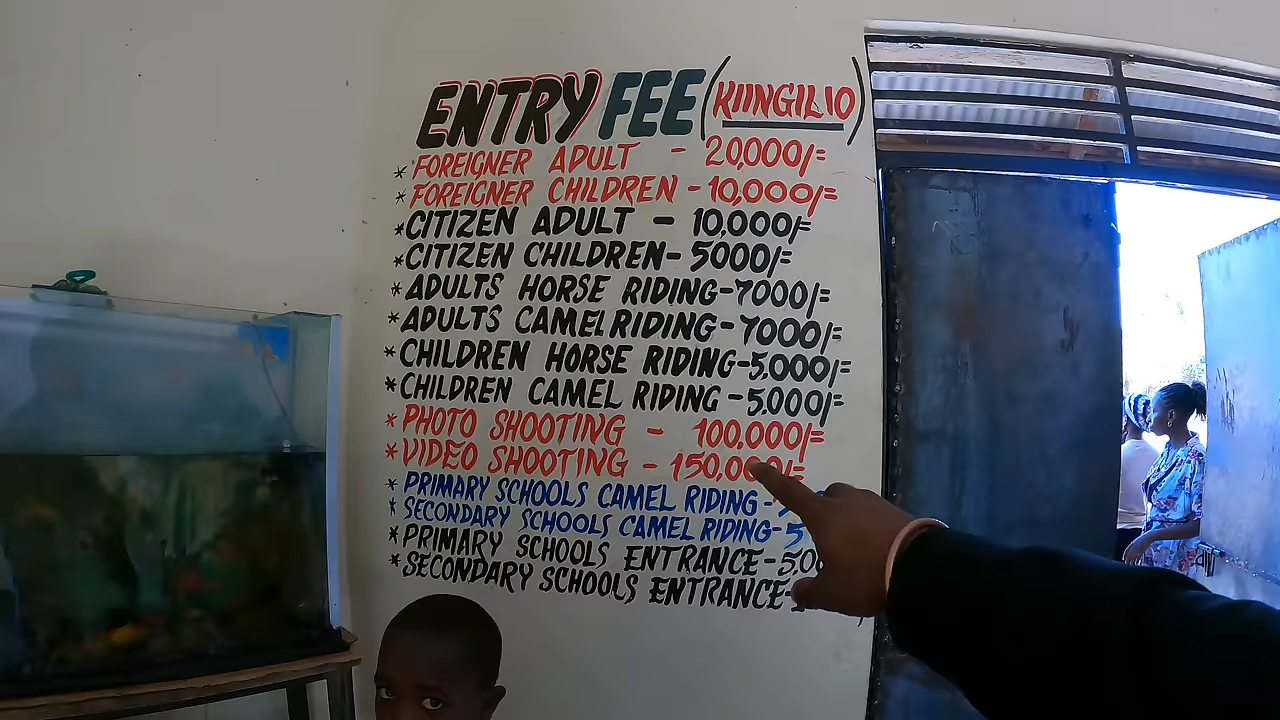 ENTRY FEE (KIINGILIO)
* FOREIGNER ADULT - 20,000/=
* FOREIGNER CHILDREN - 10,000/=
* CITIZEN ADULT - 10,000/=
* CITIZEN CHILDREN - 5000/=
* ADULTS HORSE RIDING - 7000/=
* ADULTS CAMEL RIDING - 7000/=
* CHILDREN HORSE RIDING - 5,000/=
* CHILDREN CAMEL RIDING - 5,000/=
* PHOTO SHOOTING - 100,000/=
* VIDEO SHOOTING - 150,000/=
* PRIMARY SCHOOLS CAMEL RIDING -
* SECONDARY SCHOOLS CAMEL RIDING -
* PRIMARY SCHOOLS ENTRANCE -
* SECONDARY SCHOOLS ENTRANCE -